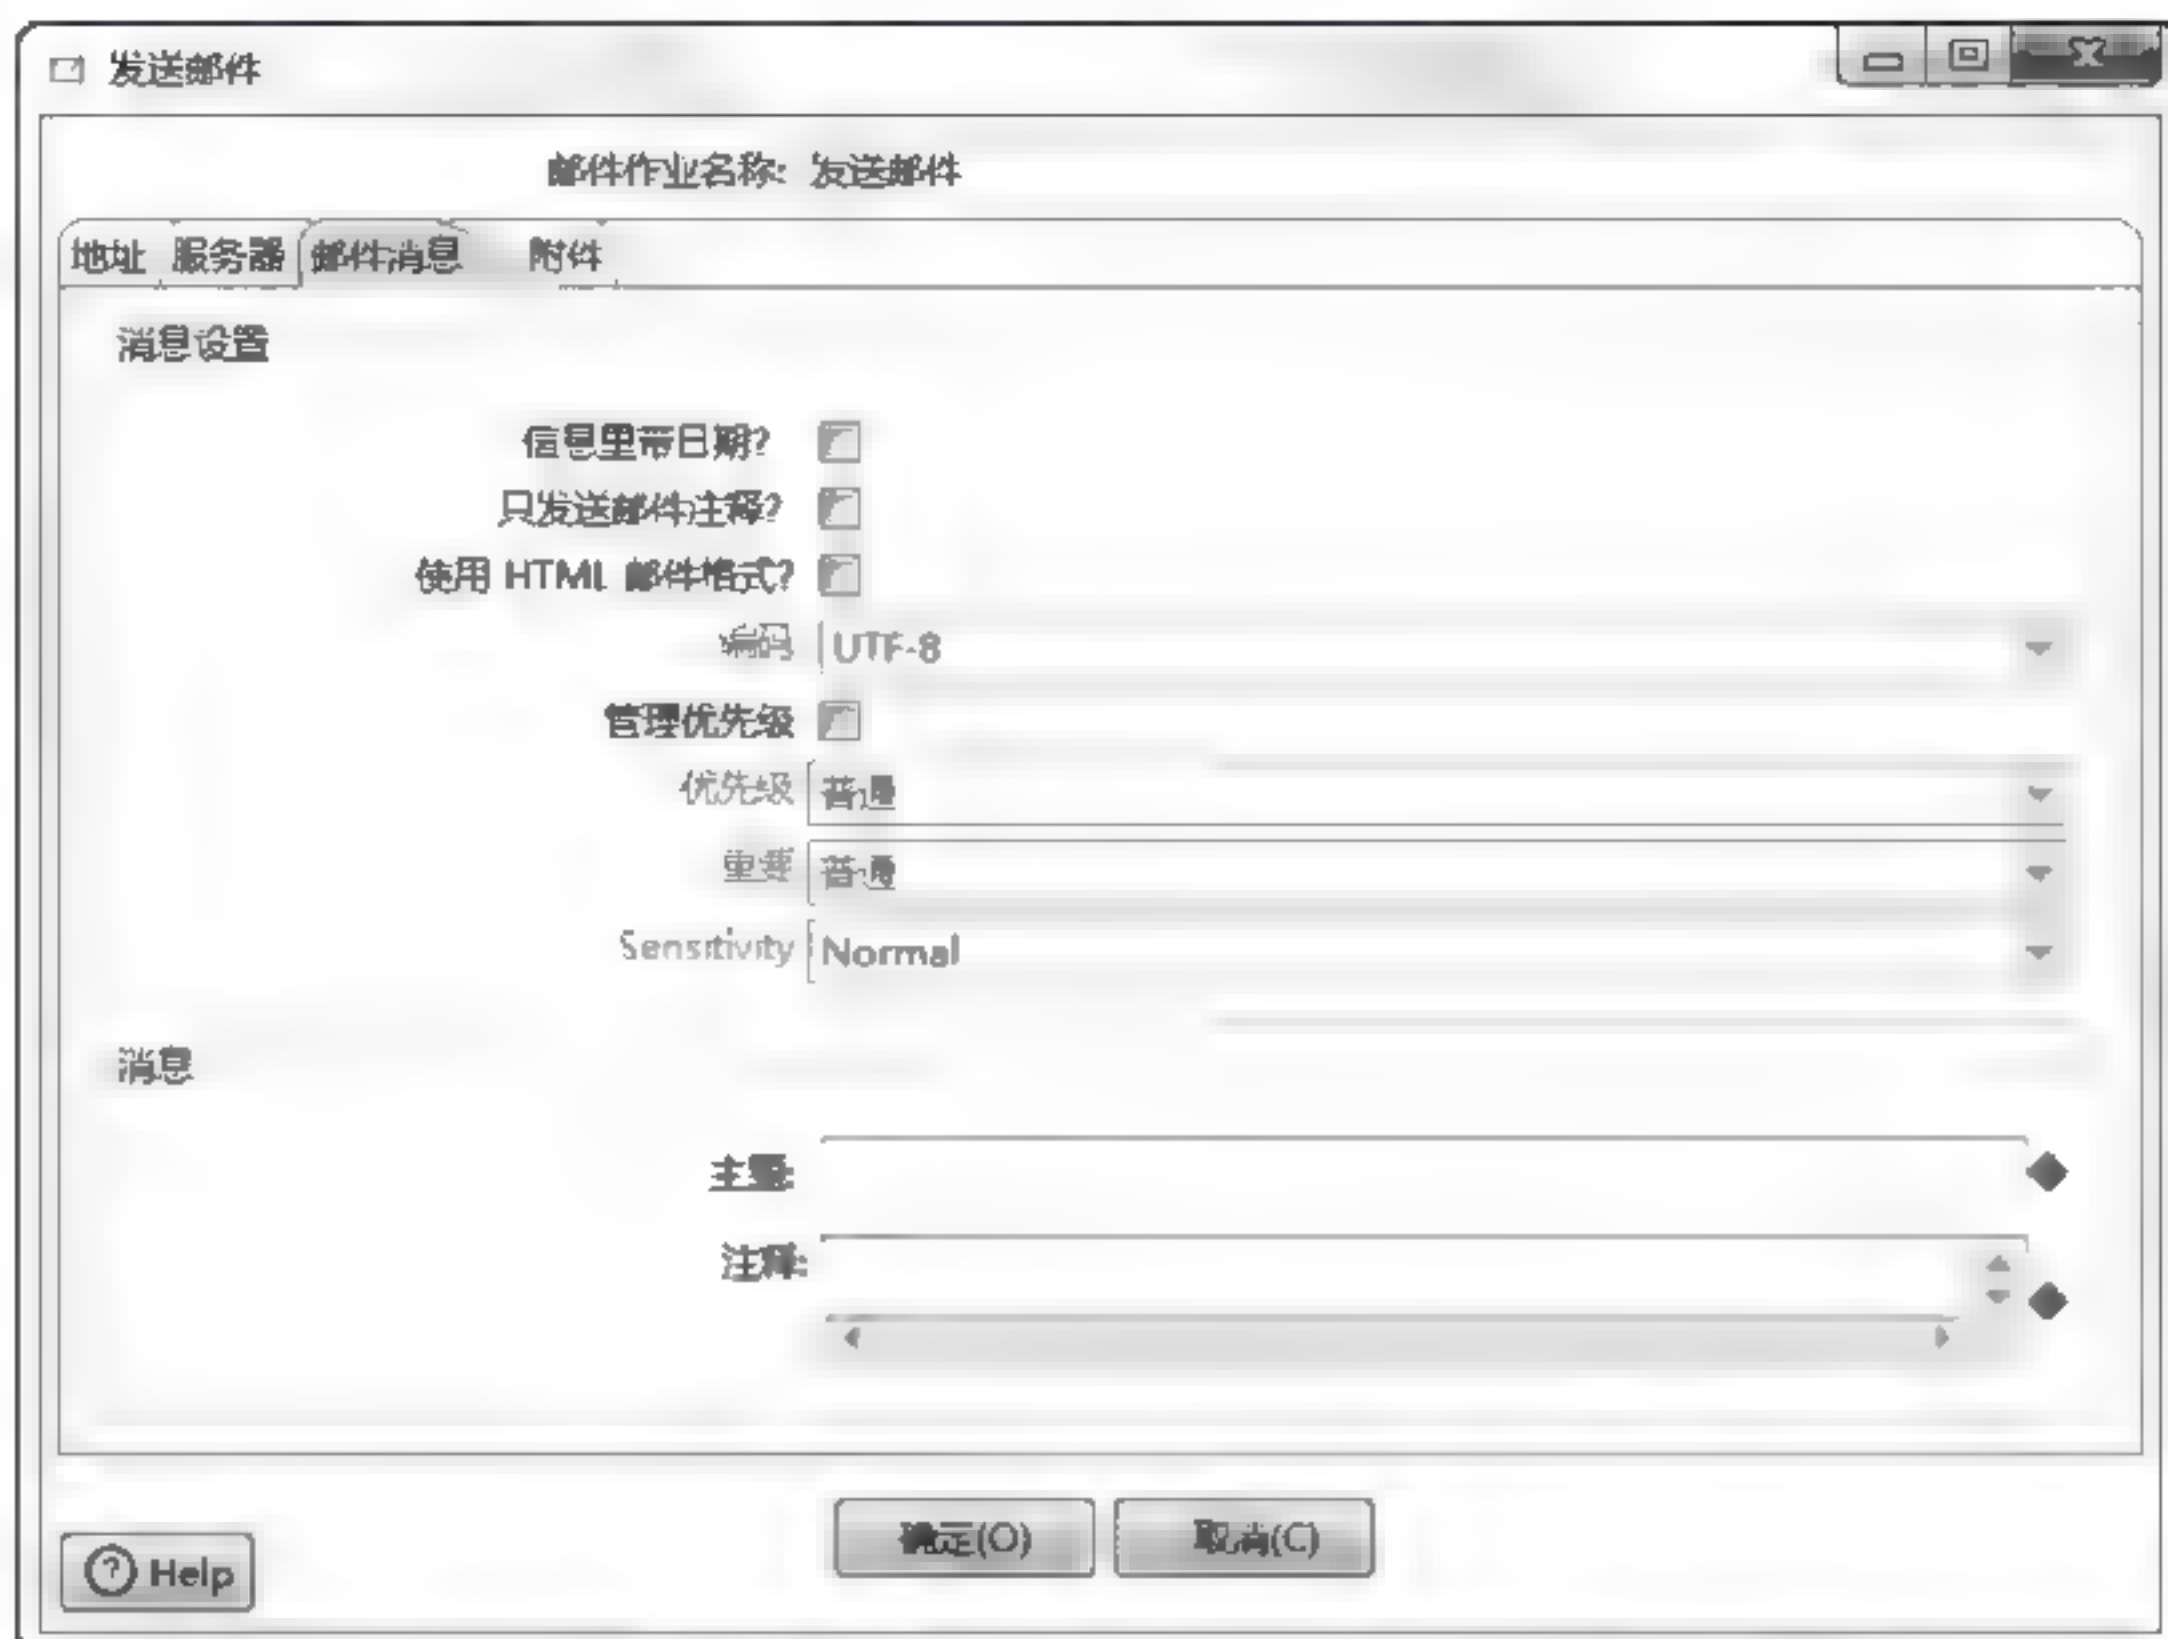 发送邮件
邮件作业名称: 发送邮件
地址 服务器 邮件消息 附件
消息设置
信息里带日期?
只发送邮件注释?
使用 HTML 邮件格式?
编码 UTF-8
管理优先级
优先级 普通
重要 普通
Sensitivity Normal
消息
主题:
注释:
确定(O) 取消(C)
Help